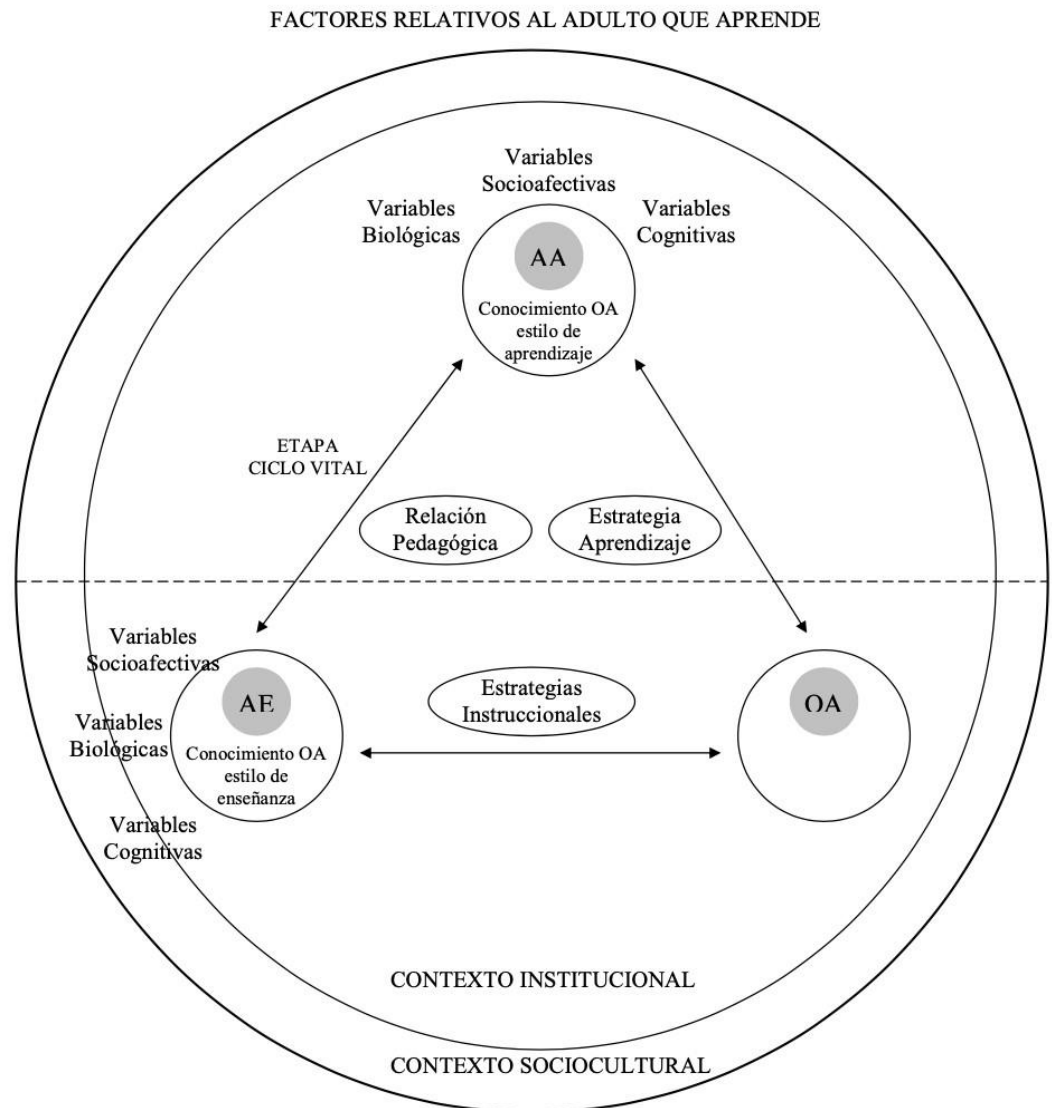 FACTORES RELATIVOS AL ADULTO QUE APRENDE
Variables
Socioafectivas
Variables
Biológicas
Variables
Cognitivas
AA
Conocimiento OA
estilo de
aprendizaje
ETAPA
CICLO VITAL
Relación
Pedagógica
Estrategia
Aprendizaje
Variables
Socioafectivas
Variables
Biológicas
Variables
Cognitivas
AE
Conocimiento OA
estilo de
enseñanza
Estrategias
Instruccionales
OA
CONTEXTO INSTITUCIONAL
CONTEXTO SOCIOCULTURAL